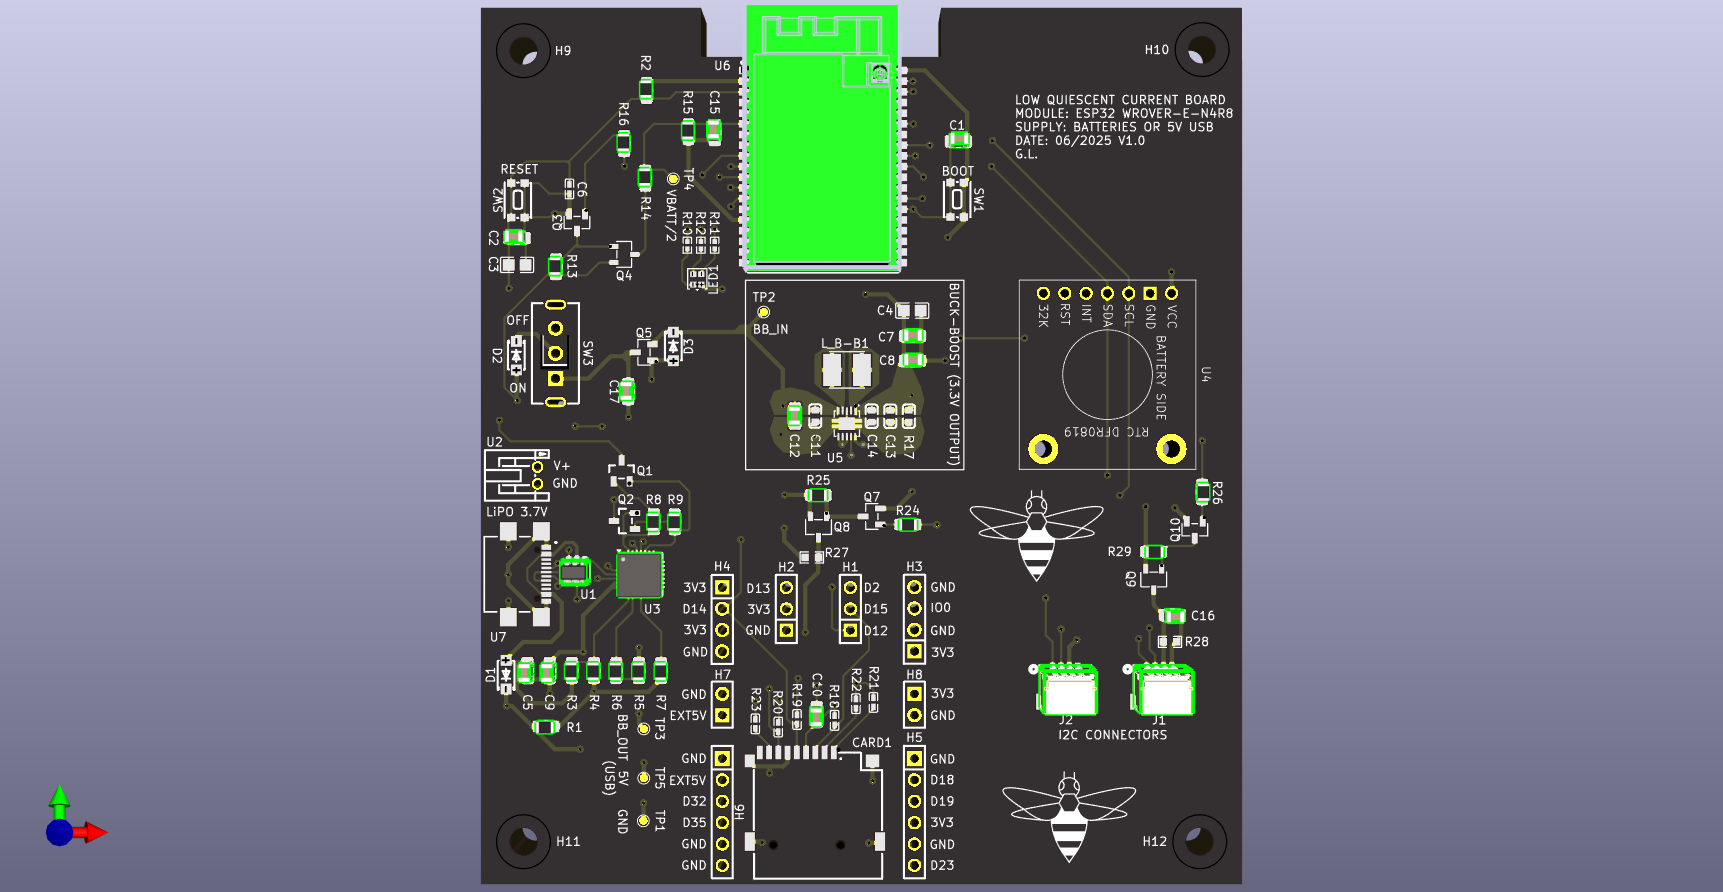 H9
R2
U6
H10
R15
C15
R16
LOW QUIESCENT CURRENT BOARD
MODULE: ESP32 WROVER-E-N4R8
SUPPLY: BATTERIES OR 5V USB
DATE: 06/2025 V1.0
G.L.
C1
RESET
SW2
C6
Q3
TP4
VBATT/2
R14
BOOT
SW1
C2
C3
R13
Q4
R12
R11
LED1
OFF
ON
D2
SW3
Q5
D3
C17
TP2
BB_IN
C4
C7
C8
L_B-B1
BUCK-BOOST (3.3V OUTPUT)
C12
C11
U5
C14
C13
R17
32K
RST
INT
SDA
SCL
GND
VCC
BATTERY SIDE
RTC DFR0819
U4
U2
V+
GND
LiPO 3.7V
Q1
Q2
R8
R9
R25
Q7
Q8
R24
R27
R26
Q10
R29
Q9
C16
R28
U1
U3
U7
H4
3V3
D14
3V3
GND
H2
D13
3V3
GND
H1
D2
D15
D12
H3
GND
IO0
GND
3V3
D1
C5
C9
R3
R4
R6
R5
R7
R1
BB_OUT
TP3
5V
(USB)
TP5
GND
TP1
H7
GND
EXT5V
R23
R20
R19
C10
R18
R22
R21
H8
3V3
GND
J2
J1
I2C CONNECTORS
CARD1
H6
GND
EXT5V
D32
D35
GND
GND
H5
GND
D18
D19
3V3
GND
D23
H11
H12